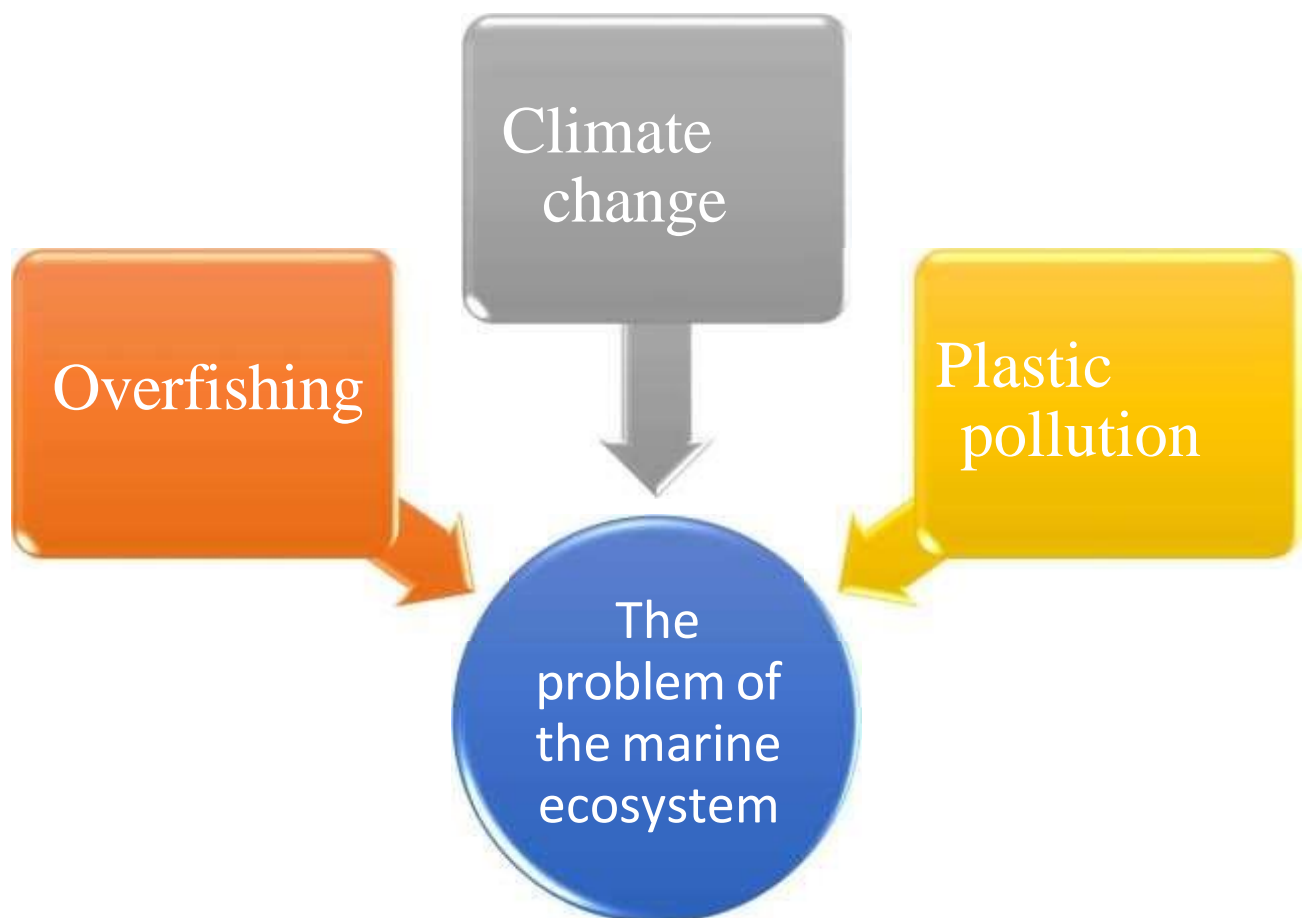 Climate
change
Overfishing
Plastic
pollution
The
problem of
the marine
ecosystem